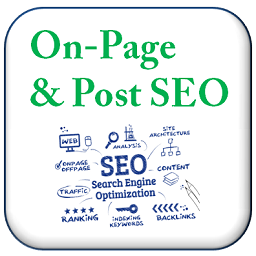 On-Page
& Post SEO
WEB
ANALYSIS
SITE
ARCHITECTURE
ONPAGE
OFFPAGE
SEO
Search Engine
Optimization
CONTENT
TRAFFIC
RANKING
INDEXING
KEYWORDS
BACKLINKS